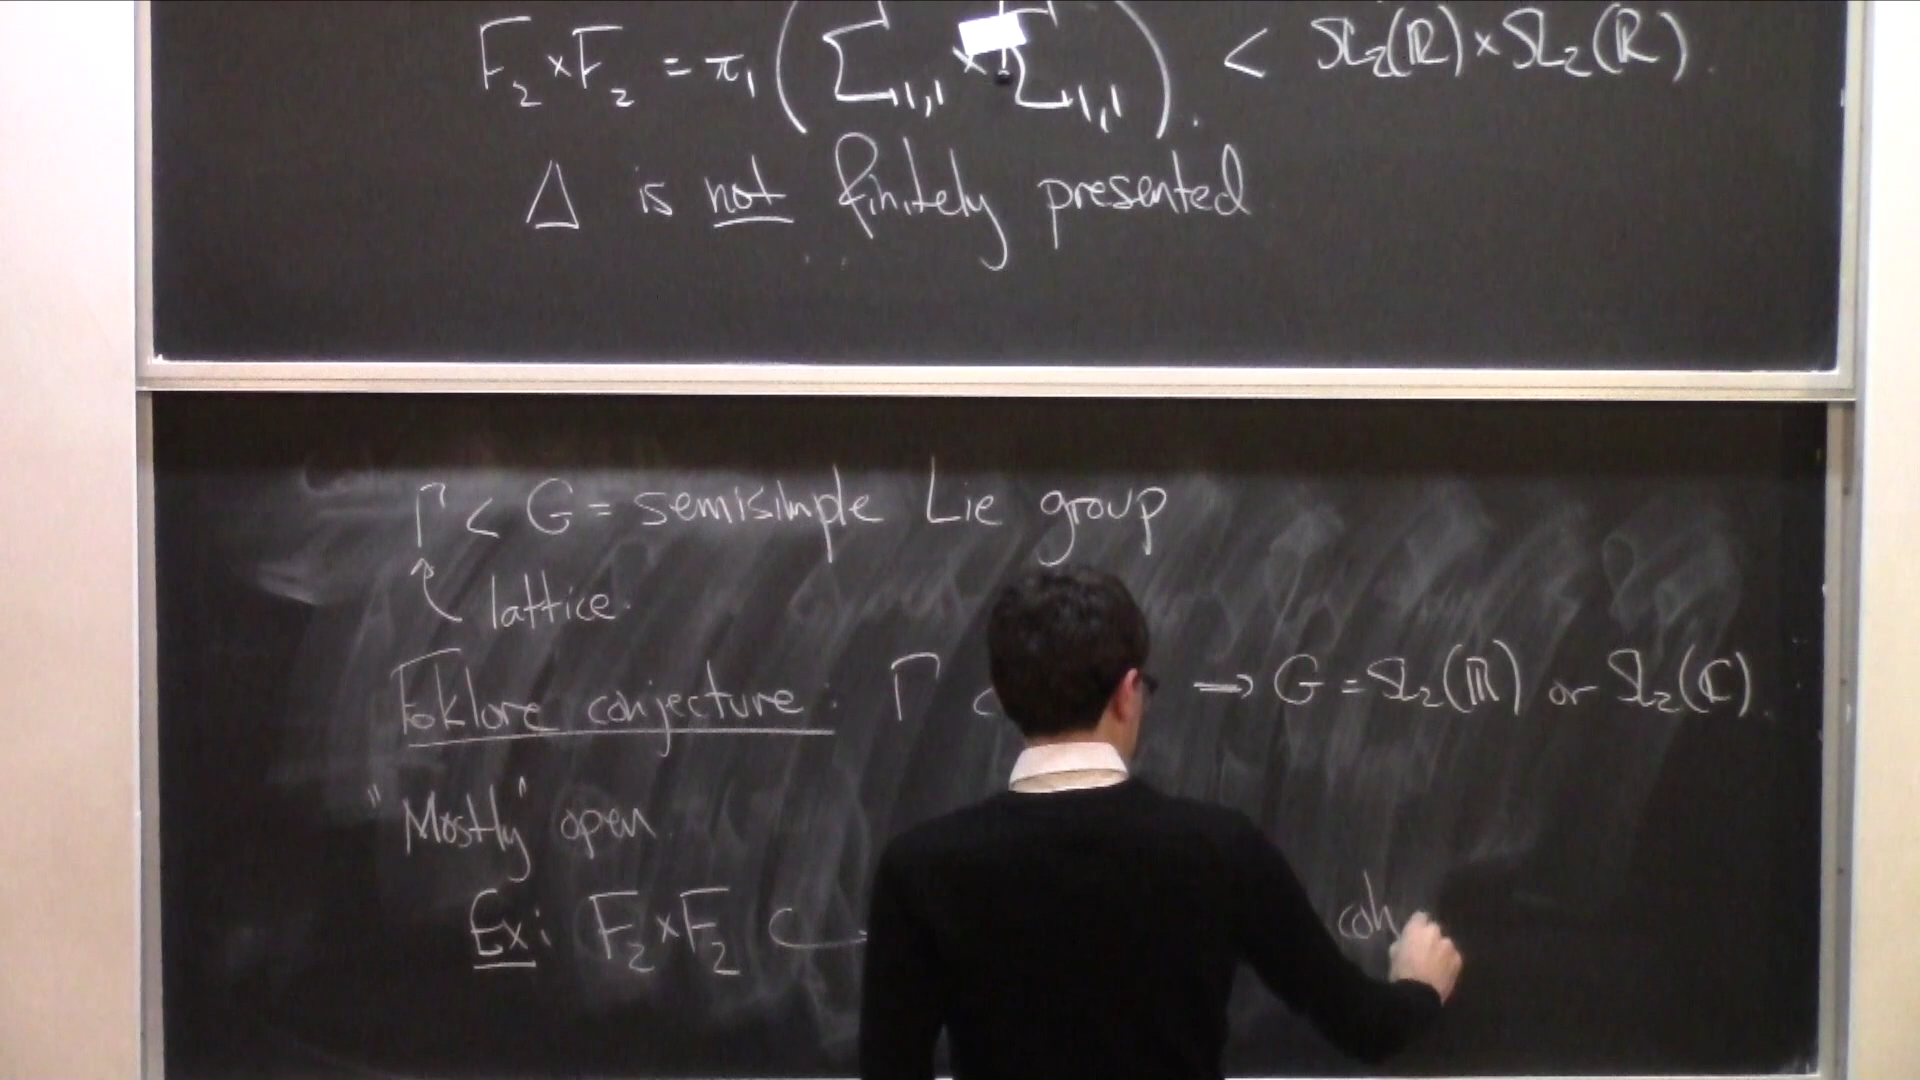 F₂ × F₂ = π₁ ( Σ₁,₁ × Σ₁,₁ ). < SL₂(ℝ) × SL₂(ℝ).
Δ is not finitely presented
Γ < G = semisimple Lie group
lattice.
Foklore conjecture: Γ → G = SL₂(ℝ) or SL₂(ℂ).
"Mostly" open
Ex: F₂ × F₂ coh